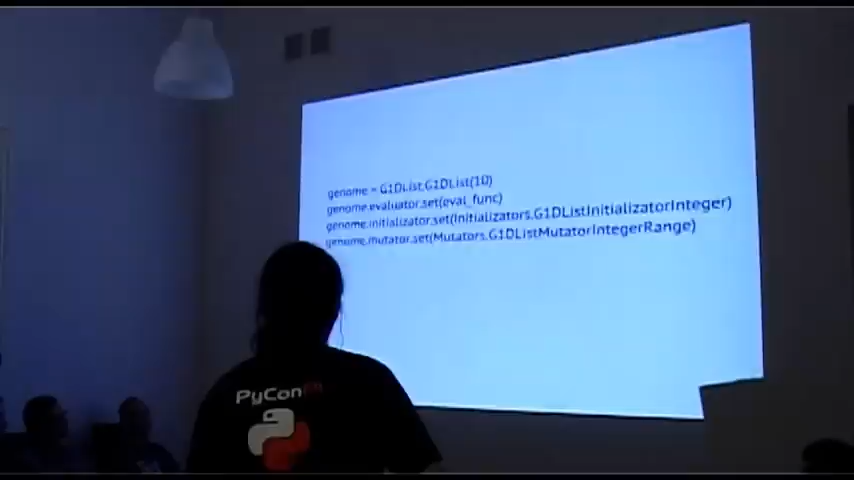 genome = G1DList.G1DList(10)
genome.evaluator.set(eval_func)
genome.initializator.set(Initializators.G1DListInitializatorInteger)
genome.mutator.set(Mutators.G1DListMutatorIntegerRange)
PyCon